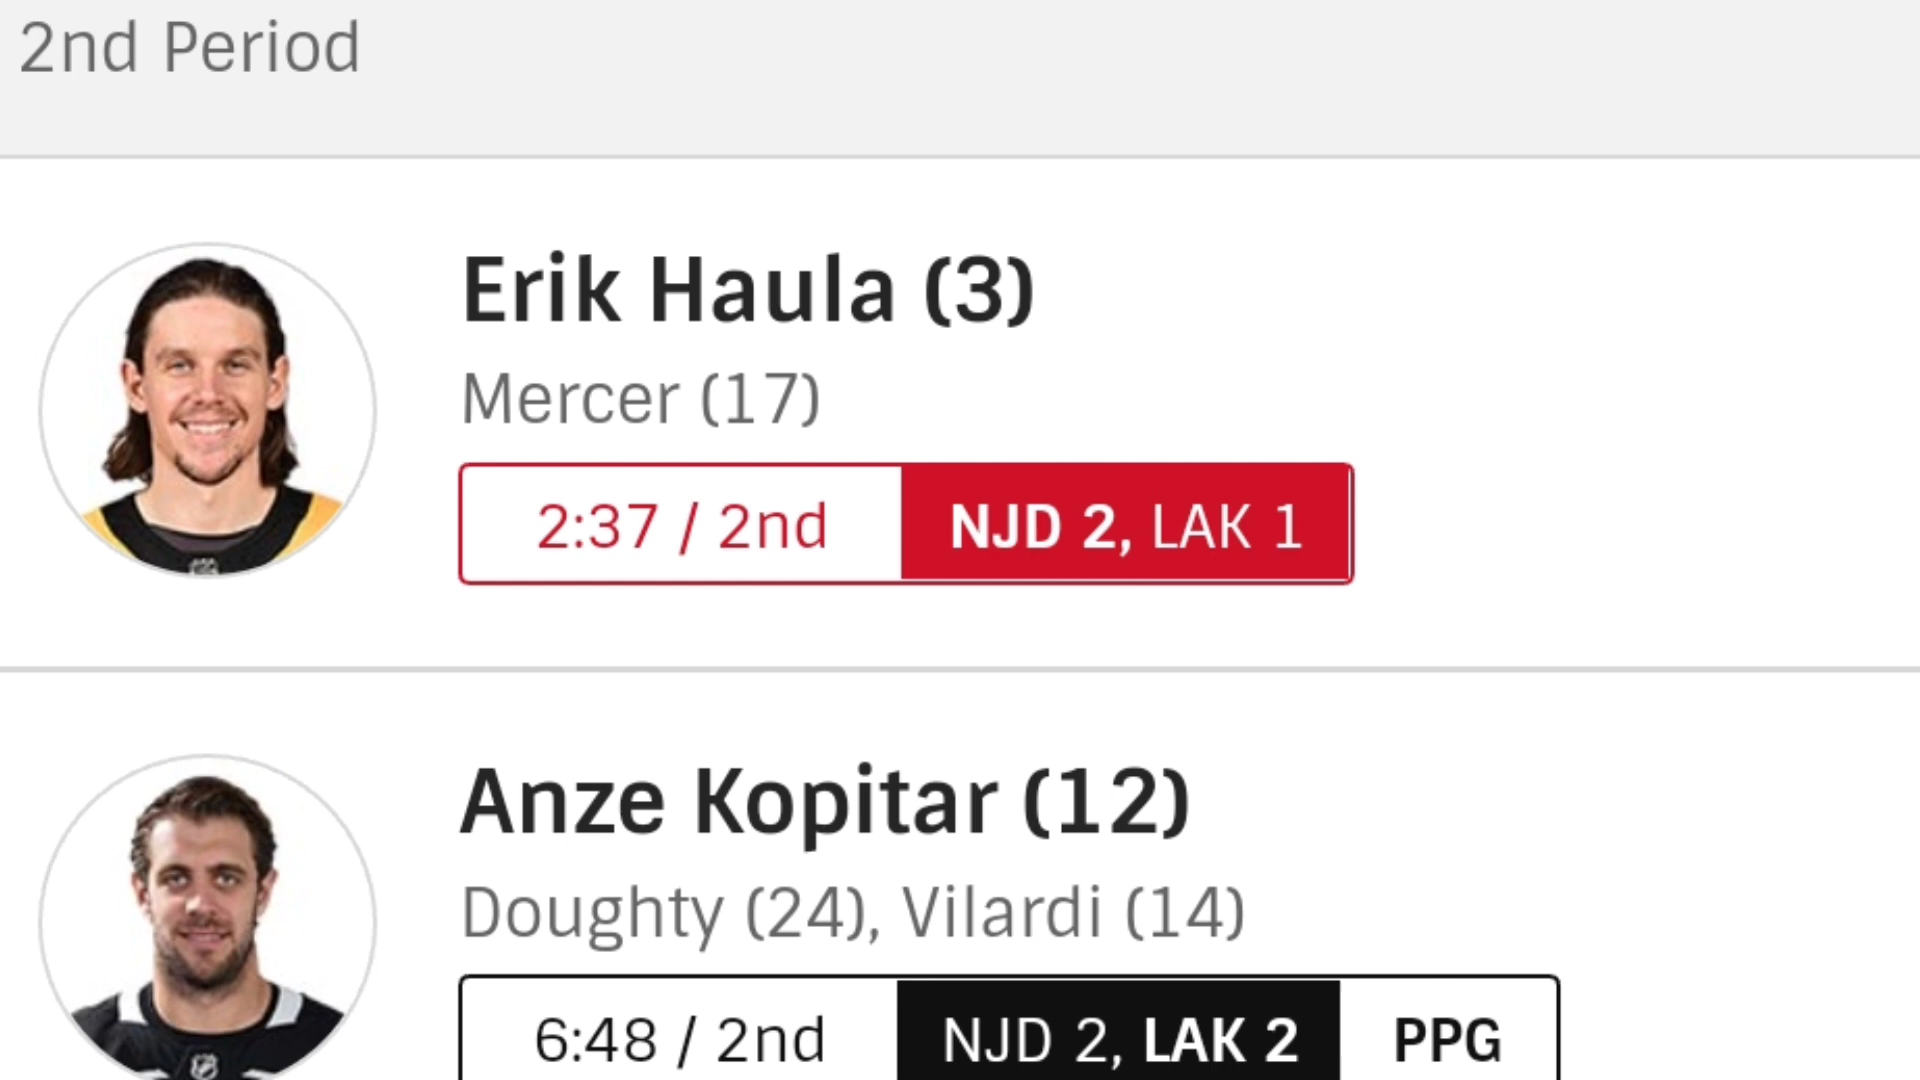 2nd Period
Erik Haula (3)
Mercer (17)
2:37 / 2nd NJD 2, LAK 1
Anze Kopitar (12)
Doughty (24), Vilardi (14)
6:48 / 2nd NJD 2, LAK 2 PPG